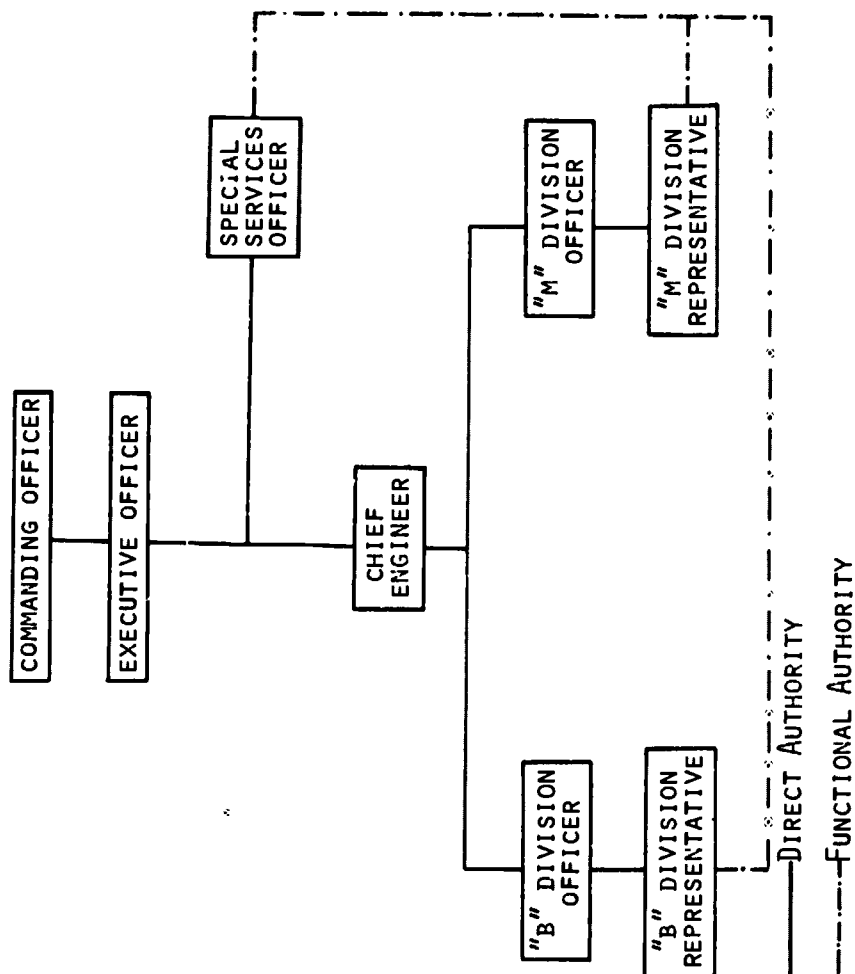 COMMANDING OFFICER
EXECUTIVE OFFICER
SPECIAL
SERVICES
OFFICER
CHIEF
ENGINEER
"B" DIVISION
OFFICER
"M" DIVISION
OFFICER
"B" DIVISION
REPRESENTATIVE
"M" DIVISION
REPRESENTATIVE
DIRECT AUTHORITY
FUNCTIONAL AUTHORITY